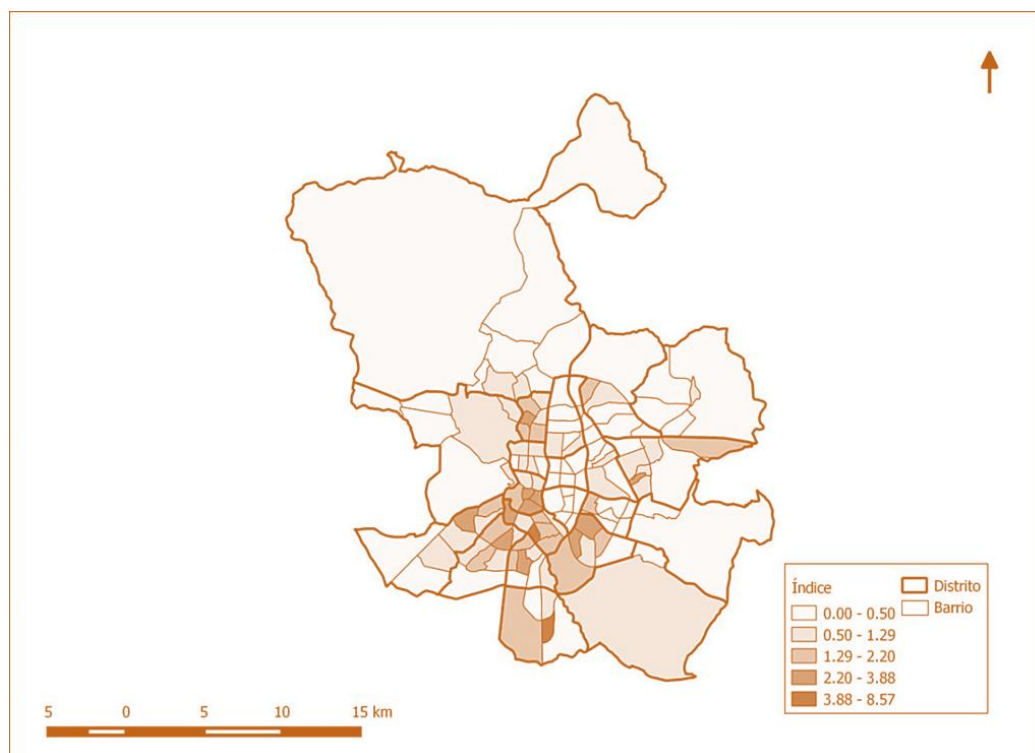 Índice
0.00 - 0.50
0.50 - 1.29
1.29 - 2.20
2.20 - 3.88
3.88 - 8.57
Distrito
Barrio
5 0 5 10 15 km